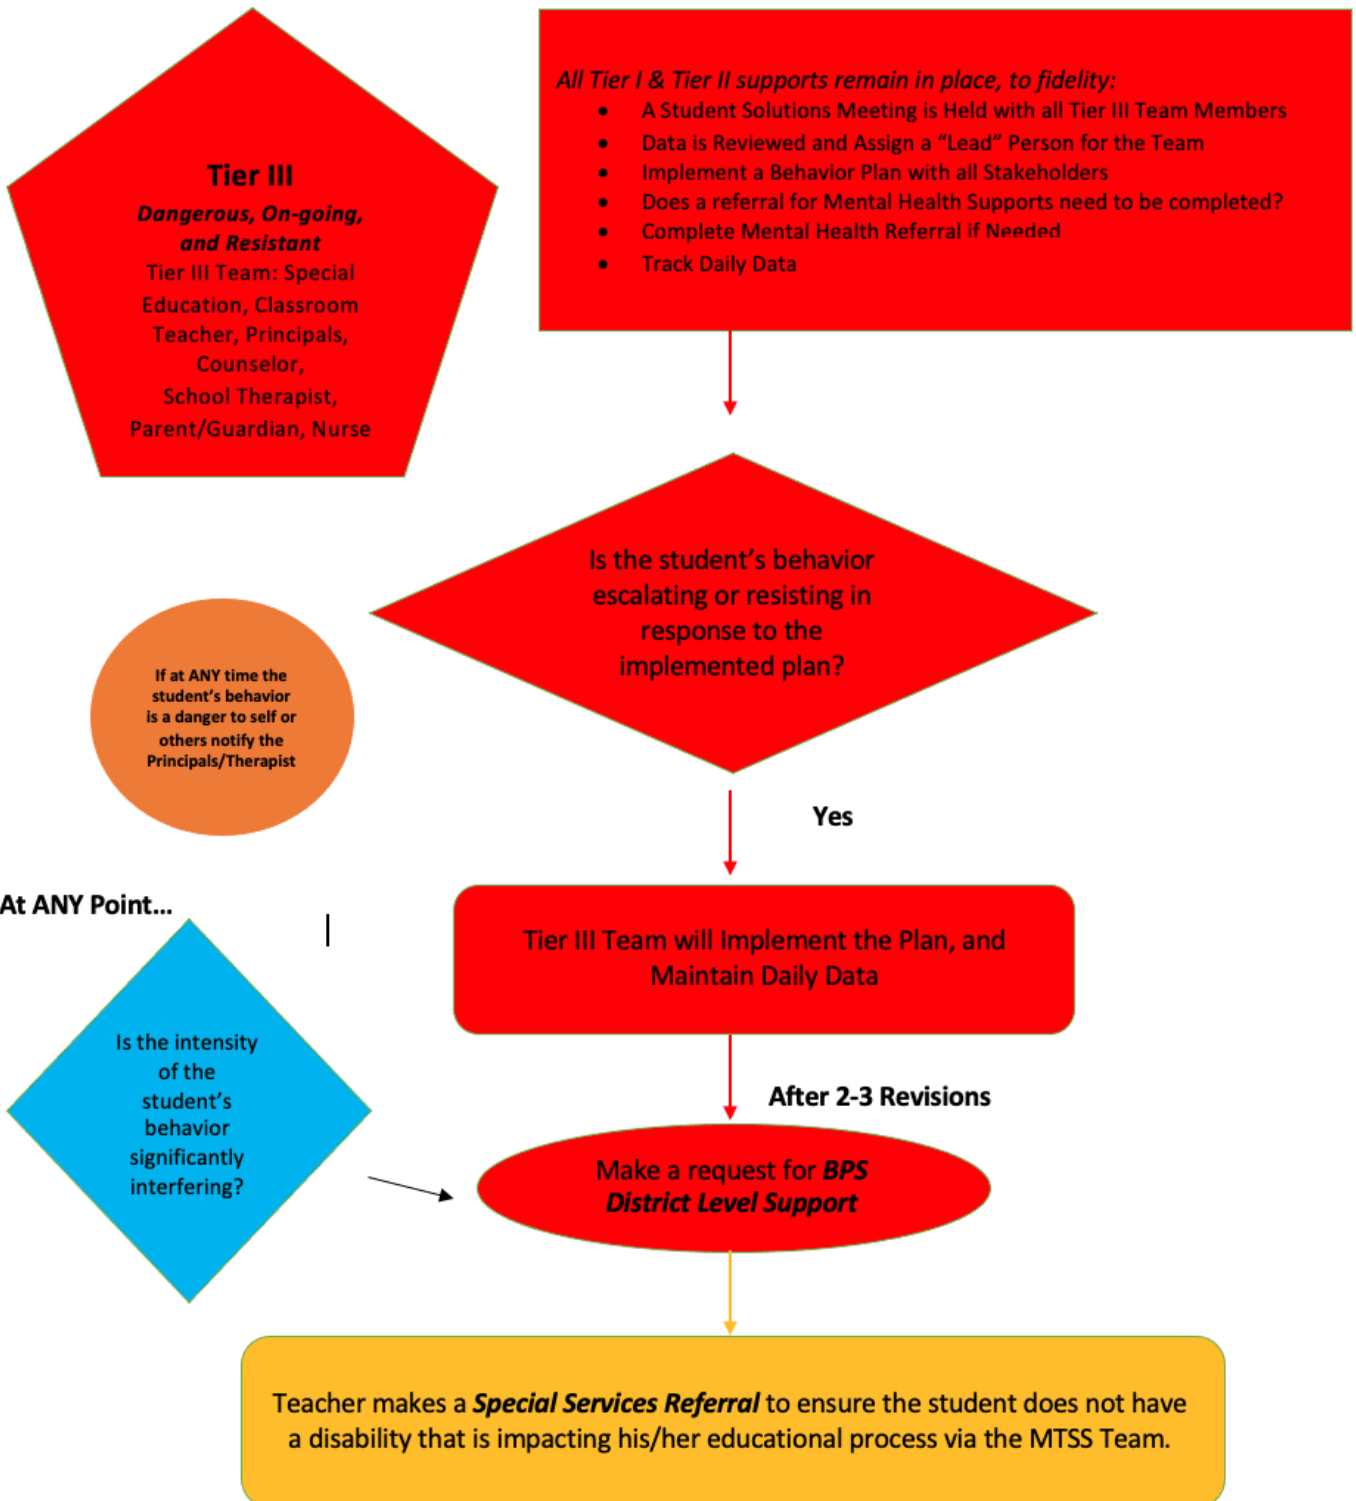 Tier III
Dangerous, On-going,
and Resistant
Tier III Team: Special
Education, Classroom
Teacher, Principals,
Counselor,
School Therapist,
Parent/Guardian, Nurse
All Tier I & Tier II supports remain in place, to fidelity:
• A Student Solutions Meeting is Held with all Tier III Team Members
• Data is Reviewed and Assign a “Lead” Person for the Team
• Implement a Behavior Plan with all Stakeholders
• Does a referral for Mental Health Supports need to be completed?
• Complete Mental Health Referral if Needed
• Track Daily Data
Is the student’s behavior
escalating or resisting in
response to the
implemented plan?
If at ANY time the
student’s behavior
is a danger to self or
others notify the
Principals/Therapist
Yes
At ANY Point...
Tier III Team will Implement the Plan, and
Maintain Daily Data
Is the intensity
of the
student’s
behavior
significantly
interfering?
After 2-3 Revisions
Make a request for BPS
District Level Support
Teacher makes a Special Services Referral to ensure the student does not have
a disability that is impacting his/her educational process via the MTSS Team.